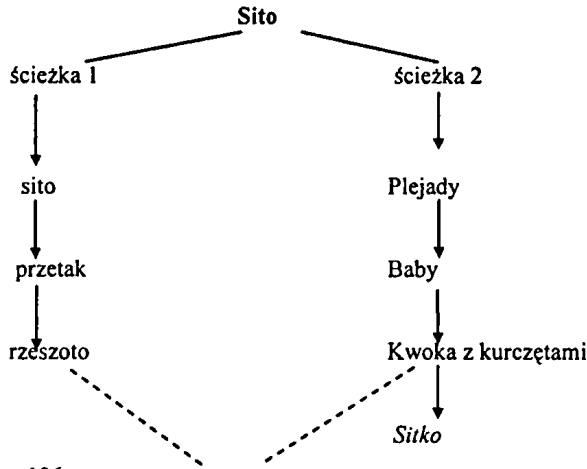 Sito
ścieżka 1 ścieżka 2
sito Plejady
przetak Baby
rzeszoto Kwoka z kurczętami
Sitko